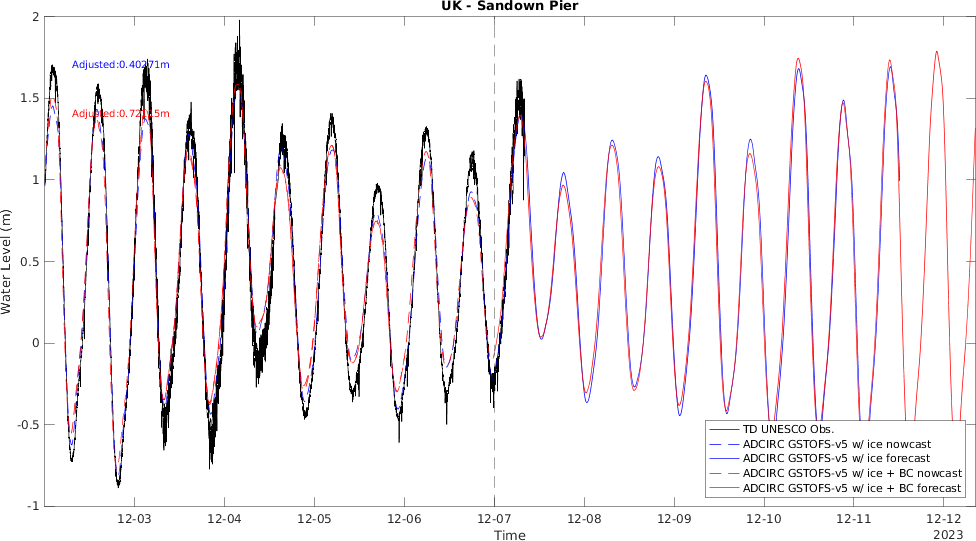 UK - Sandown Pier
Water Level (m)
2
1.5
1
0.5
0
-0.5
-1
Adjusted:0.40271m
TD UNESCO Obs.
ADCIRC GSTOFS-v5 w/ ice nowcast
ADCIRC GSTOFS-v5 w/ ice forecast
ADCIRC GSTOFS-v5 w/ ice + BC nowcast
ADCIRC GSTOFS-v5 w/ ice + BC forecast
12-03 12-04 12-05 12-06 12-07 12-08 12-09 12-10 12-11 12-12
2023
Time